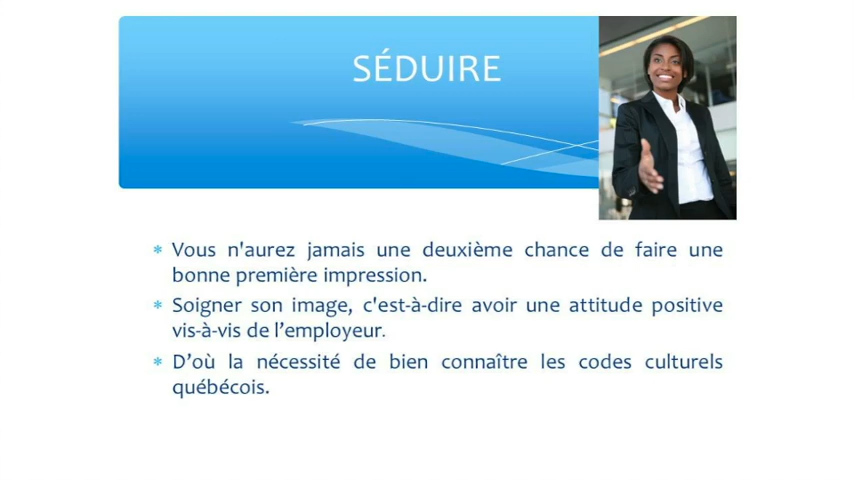 SÉDUIRE
* Vous n'aurez jamais une deuxième chance de faire une
bonne première impression.
* Soigner son image, c'est-à-dire avoir une attitude positive
vis-à-vis de l’employeur.
* D’où la nécessité de bien connaître les codes culturels
québécois.